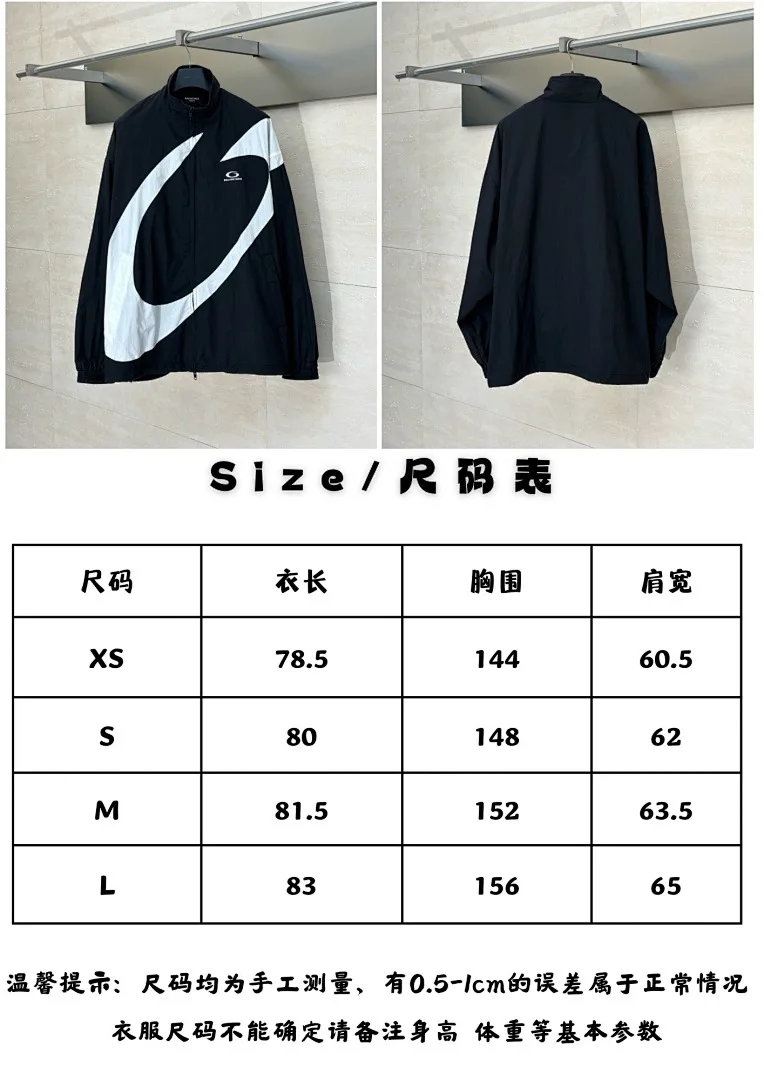 Size/尺码表
尺码 衣长 胸围 肩宽
XS 78.5 144 60.5
S 80 148 62
M 81.5 152 63.5
L 83 156 65
温馨提示：尺码均为手工测量，有0.5-1cm的误差属于正常情况
衣服尺码不能确定请备注身高 体重等基本参数